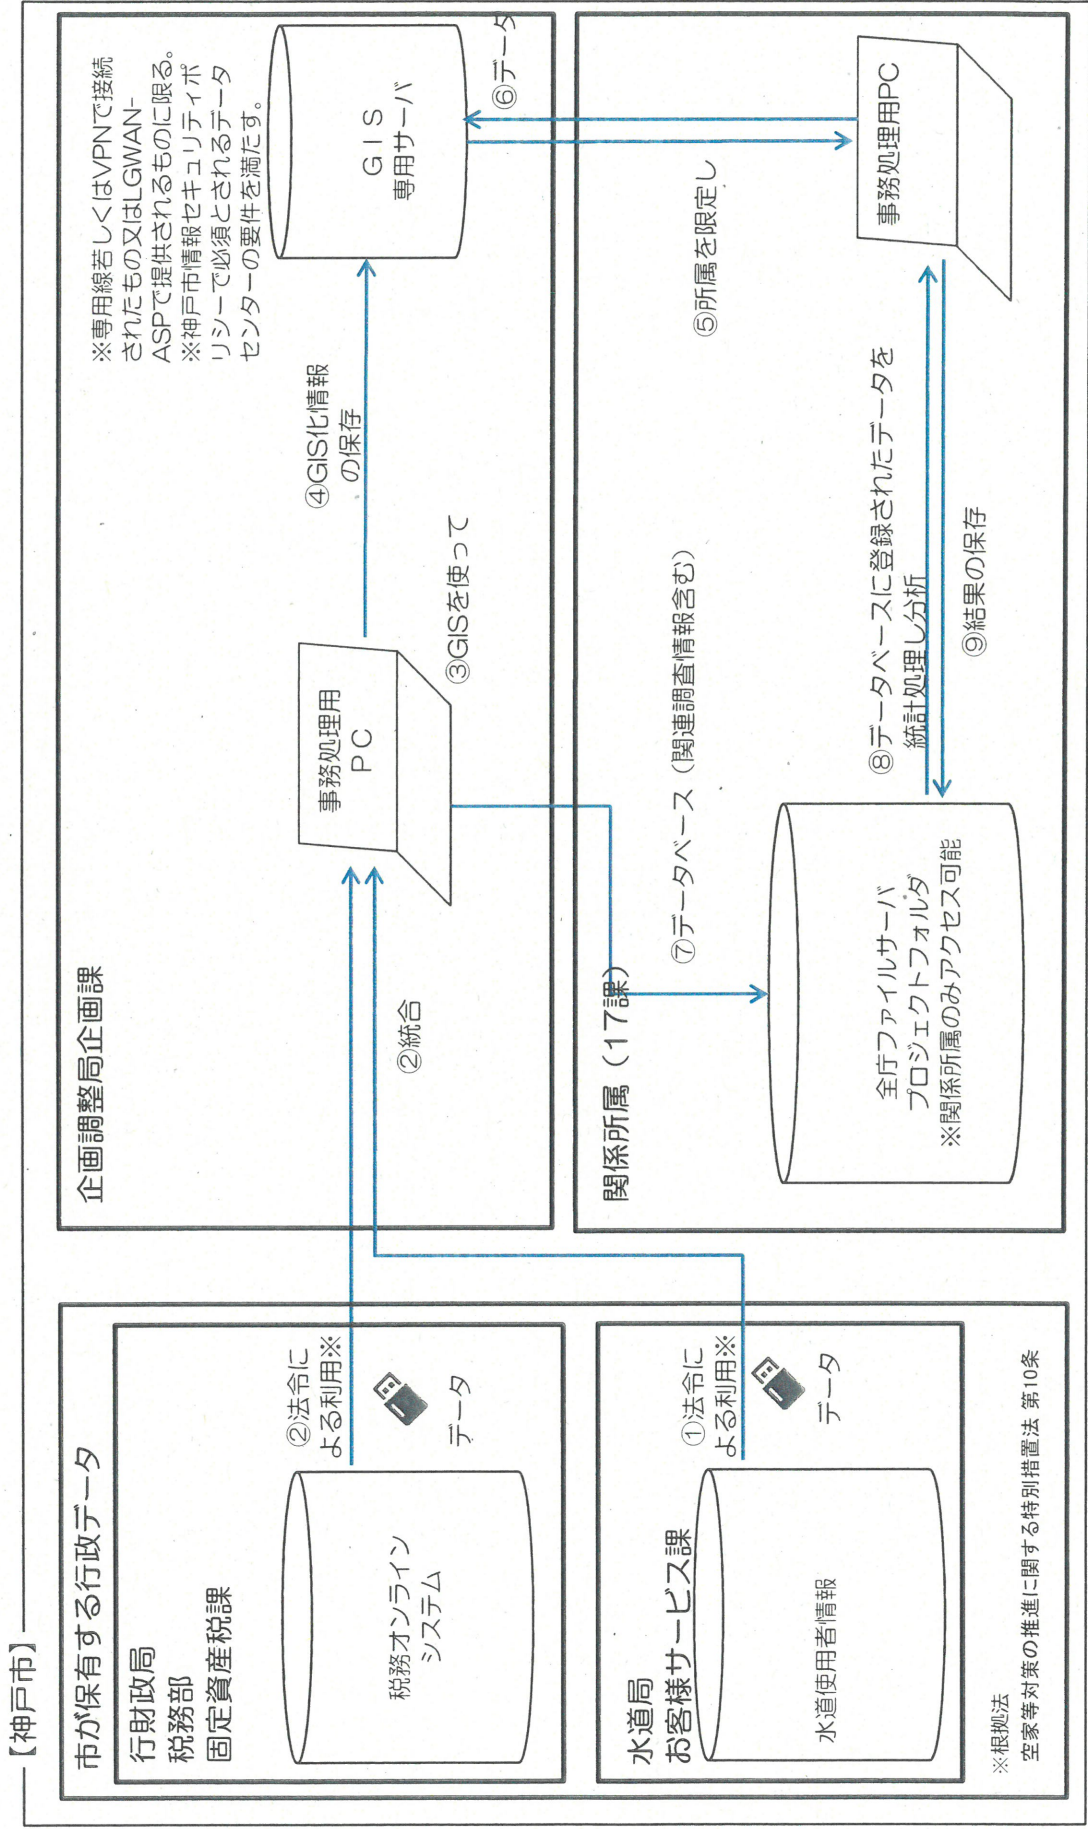 【神戸市】
市が保有する行政データ
行財政局
税務部
固定資産税課
税務オンライン
システム
②法令に
よる利用※
データ
水道局
お客様サービス課
水道使用者情報
①法令に
よる利用※
データ
※根拠法
空家等対策の推進に関する特別措置法 第10条
企画調整局企画課
②統合
事務処理用
PC
③GISを使って
④GIS化情報
の保存
※専用線若しくはVPNで接続
されたもの又はLGWAN-
ASPで提供されるものに限る。
※神戸市情報セキュリティポ
リシーで必須とされるデータ
センターの要件を満たす。
GIS
専用サーバ
⑥データ
関係所属（17課）
⑦データベース（関連調査情報含む）
全庁ファイルサーバ
プロジェクトフォルダ
※関係所属のみアクセス可能
⑧データベースに登録されたデータを
統計処理し分析
⑨結果の保存
⑤所属を限定し
事務処理用PC